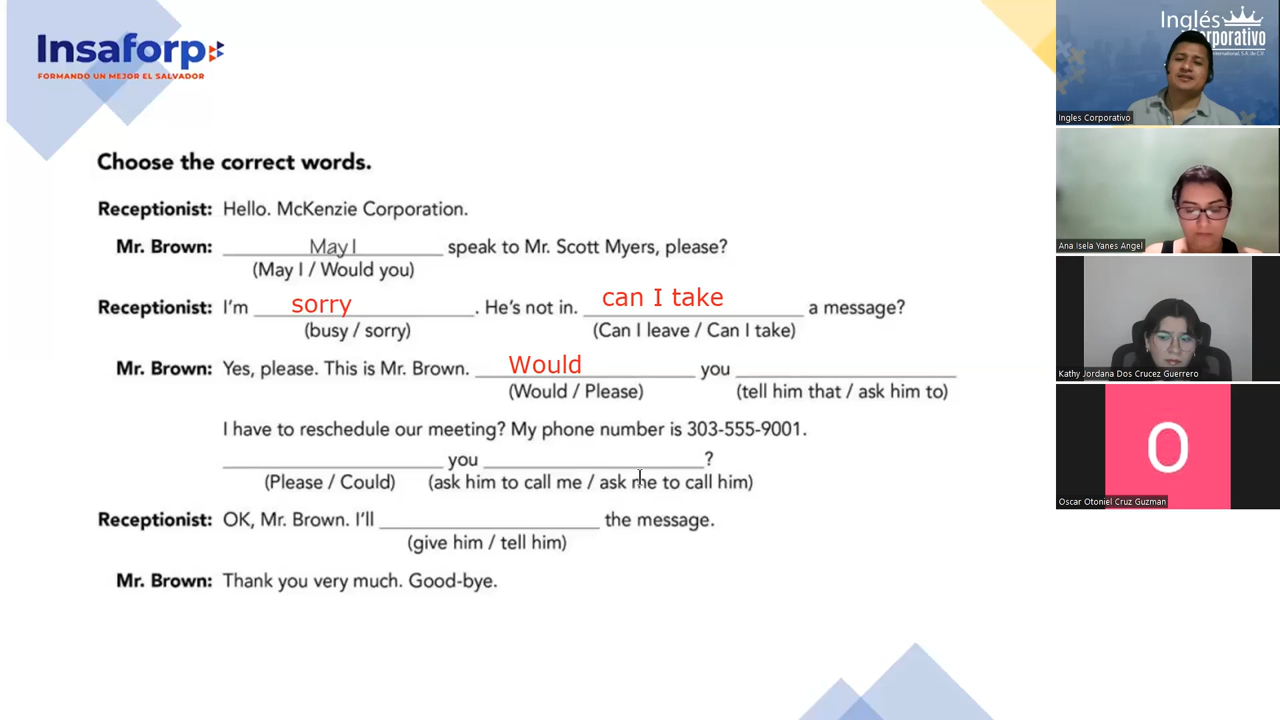 Insaforp
FORMANDO UN MEJOR EL SALVADOR
Choose the correct words.
Receptionist: Hello. McKenzie Corporation.
Mr. Brown: May I speak to Mr. Scott Myers, please?
(May I / Would you)
Receptionist: I'm sorry. He's not in. can I take a message?
(busy / sorry) (Can I leave / Can I take)
Mr. Brown: Yes, please. This is Mr. Brown. Would you
(Would / Please) (tell him that / ask him to)
I have to reschedule our meeting? My phone number is 303-555-9001.
you ?
(Please / Could) (ask him to call me / ask me to call him)
Receptionist: OK, Mr. Brown. I'll the message.
(give him / tell him)
Mr. Brown: Thank you very much. Good-bye.
Inglés
Corporativo
Ingles Corporativo
Ana Isela Yanes Angel
Kathy Jordana Dos Crucez Guerrero
O
Oscar Otoniel Cruz Guzman